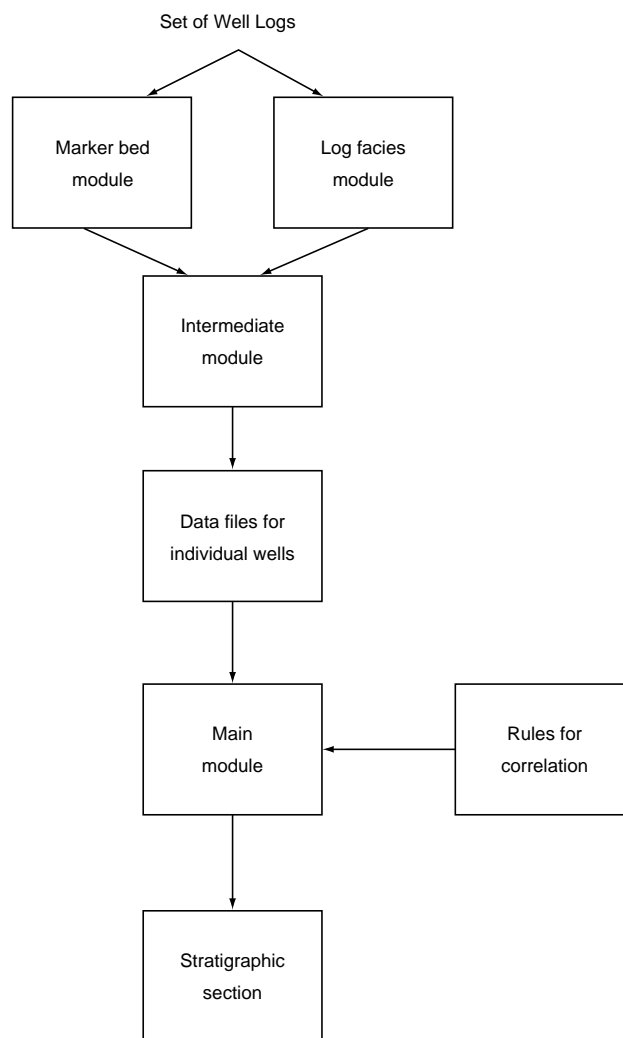 Set of Well Logs
Marker bed
module
Log facies
module
Intermediate
module
Data files for
individual wells
Main
module
Rules for
correlation
Stratigraphic
section